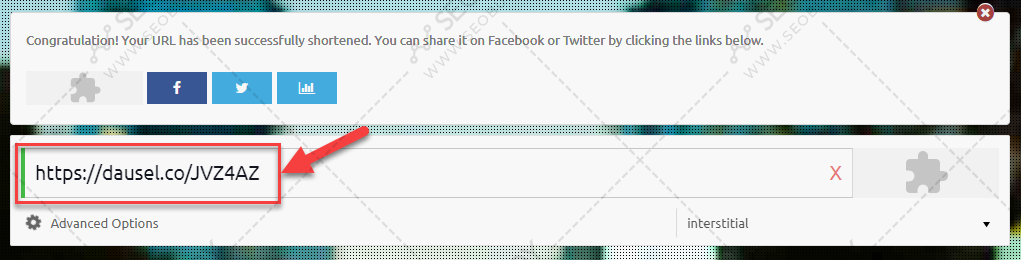 Congratulation! Your URL has been successfully shortened. You can share it on Facebook or Twitter by clicking the links below.
https://dausel.co/JVZ4AZ
X
Advanced Options
interstitial